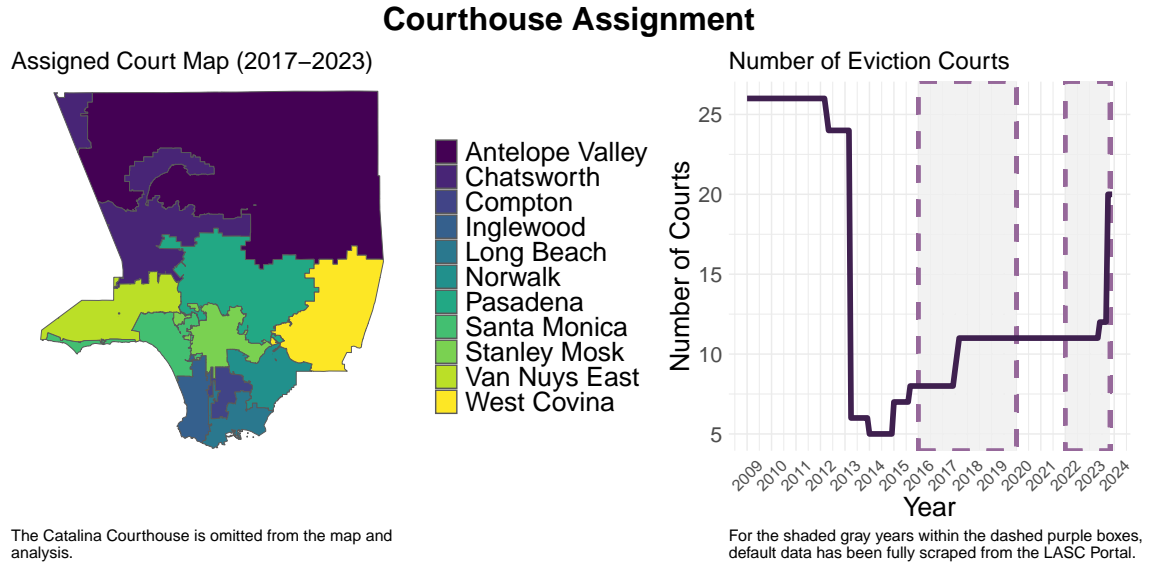 Courthouse Assignment
Assigned Court Map (2017−2023)
Antelope Valley
Chatsworth
Compton
Inglewood
Long Beach
Norwalk
Pasadena
Santa Monica
Stanley Mosk
Van Nuys East
West Covina
The Catalina Courthouse is omitted from the map and
analysis.
Number of Eviction Courts
Number of Courts
25
20
15
10
5
2009
2010
2011
2012
2013
2014
2015
2016
2017
2018
2019
2020
2021
2022
2023
2024
Year
For the shaded gray years within the dashed purple boxes,
default data has been fully scraped from the LASC Portal.